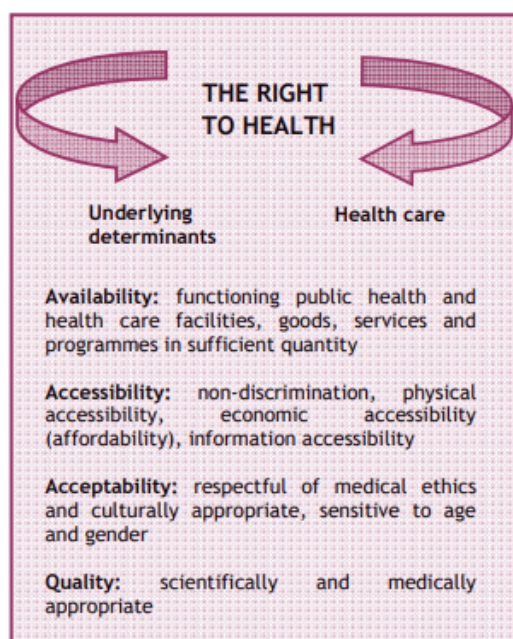 THE RIGHT
TO HEALTH
Underlying
determinants
Health care
Availability: functioning public health and
health care facilities, goods, services and
programmes in sufficient quantity
Accessibility: non-discrimination, physical
accessibility, economic accessibility
(affordability), information accessibility
Acceptability: respectful of medical ethics
and culturally appropriate, sensitive to age
and gender
Quality: scientifically and medically
appropriate